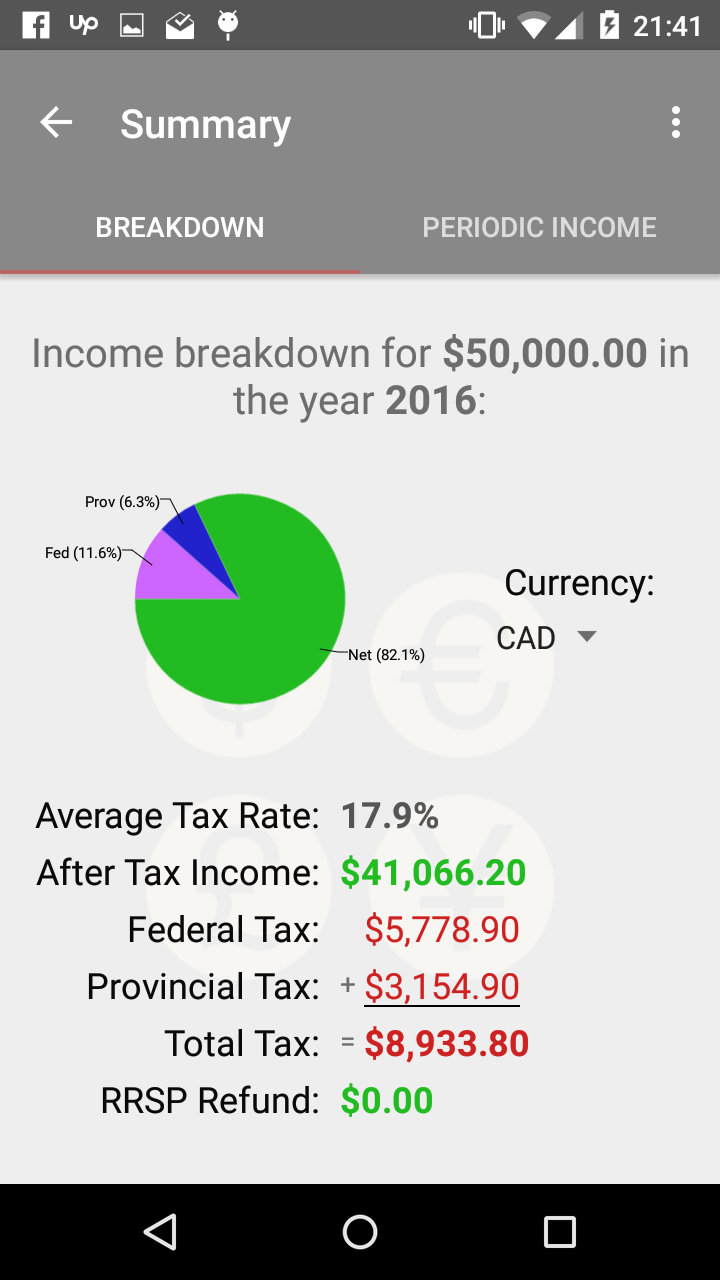 Up 21:41
Summary
BREAKDOWN PERIODIC INCOME
Income breakdown for $50,000.00 in
the year 2016:
Prov (6.3%)
Fed (11.6%)
Net (82.1%)
Currency:
CAD
Average Tax Rate: 17.9%
After Tax Income: $41,066.20
Federal Tax: $5,778.90
Provincial Tax: + $3,154.90
Total Tax: = $8,933.80
RRSP Refund: $0.00